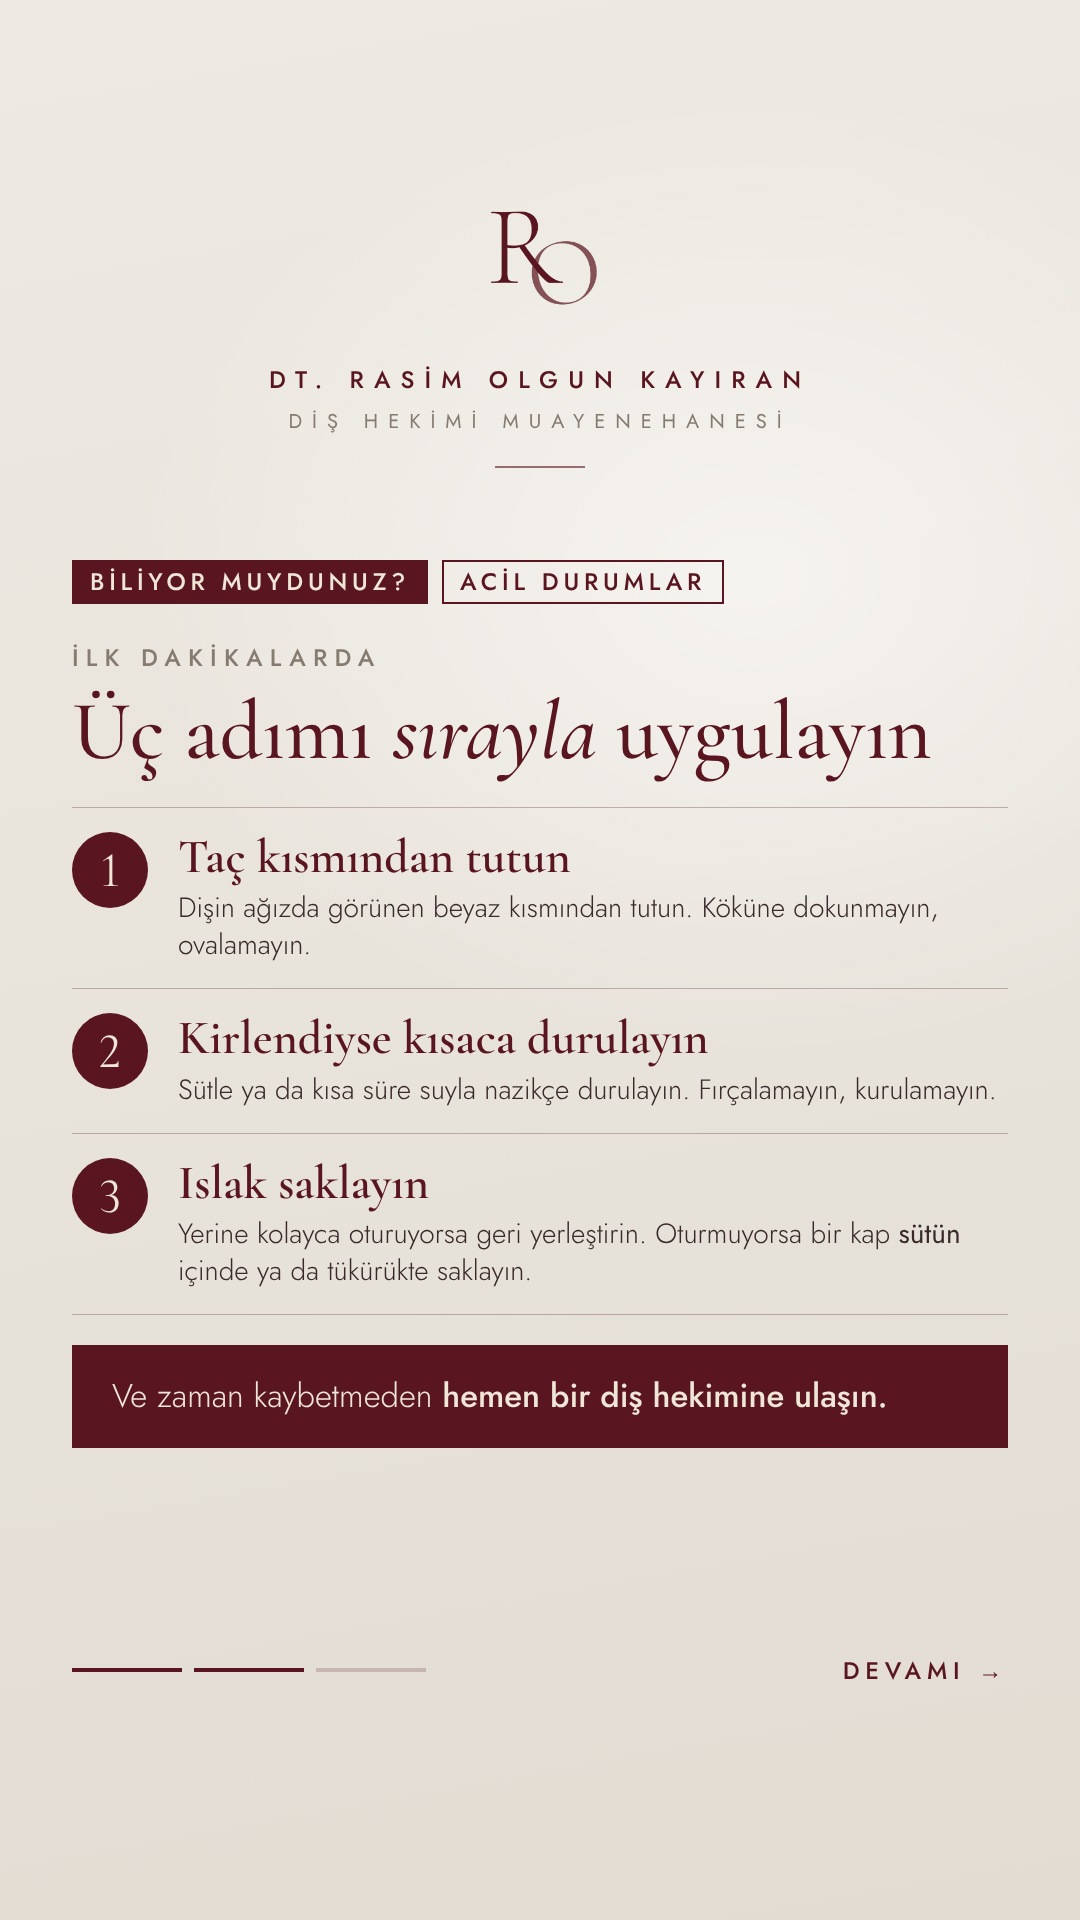 RO
DT. RASİM OLGUN KAYIRAN
DİŞ HEKİMİ MUAYENEHANESİ
BİLİYOR MUYDUNUZ? ACİL DURUMLAR
İLK DAKİKALARDA
Üç adımı sırayla uygulayın
1 Taç kısmından tutun
Dişin ağızda görünen beyaz kısmından tutun. Köküne dokunmayın,
ovalamayın.
2 Kirlendiyse kısaca durulayın
Sütle ya da kısa süre suyla nazikçe durulayın. Fırçalamayın, kurulamayın.
3 Islak saklayın
Yerine kolayca oturuyorsa geri yerleştirin. Oturmuyorsa bir kap sütün
içinde ya da tükürükte saklayın.
Ve zaman kaybetmeden hemen bir diş hekimine ulaşın.
DEVAMI →